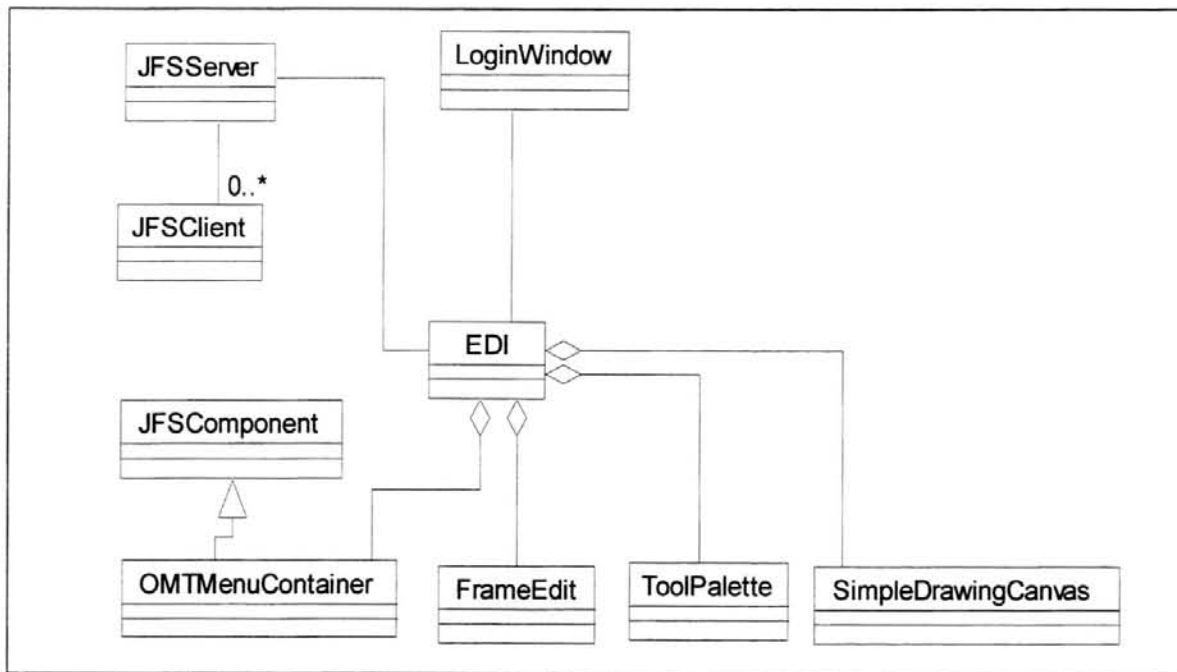 JFSServer
LoginWindow
0..*
JFSClient
EDI
JFSComponent
OMTMenuContainer
FrameEdit
ToolPalette
SimpleDrawingCanvas